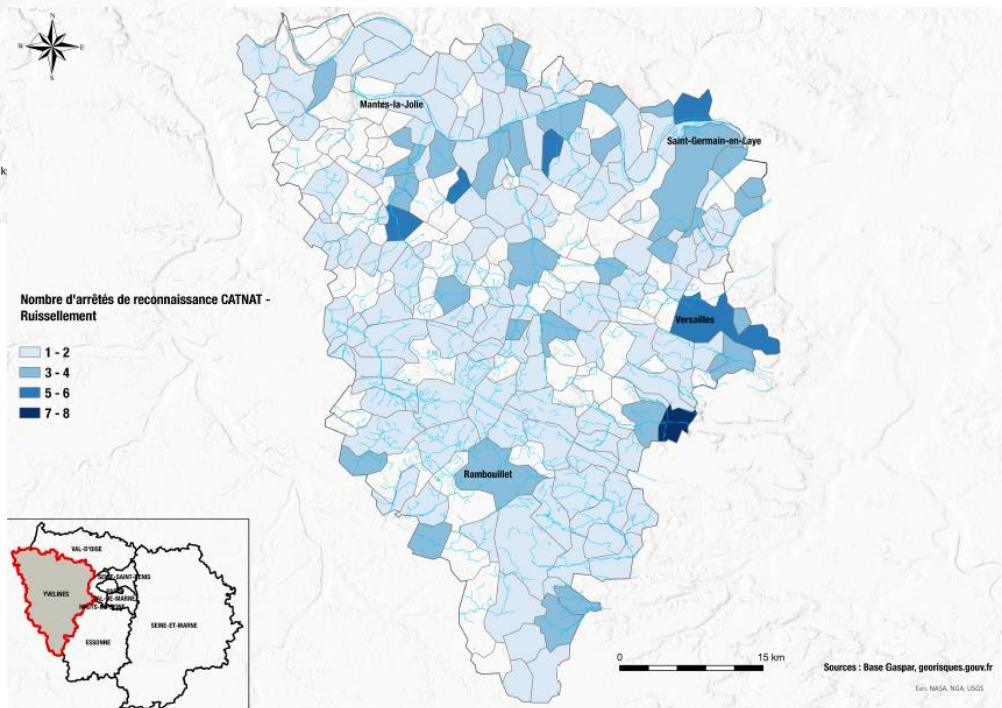 N
W E
S
Mantes-la-Jolie
Saint-Germain-en-Laye
k
Nombre d'arrêtés de reconnaissance CATNAT -
Ruissellement
1 - 2
3 - 4
5 - 6
7 - 8
Versailles
Rambouillet
VAL-D'OISE
SEINE-SAINT-DENIS
YVELINES
VAL-DE-MARNE
HAUTS-DE-SEINE
SEINE-ET-MARNE
ESSONNE
0 15 km
Sources : Base Gaspar, georisques.gouv.fr
Esri, NASA, NGA, USGS